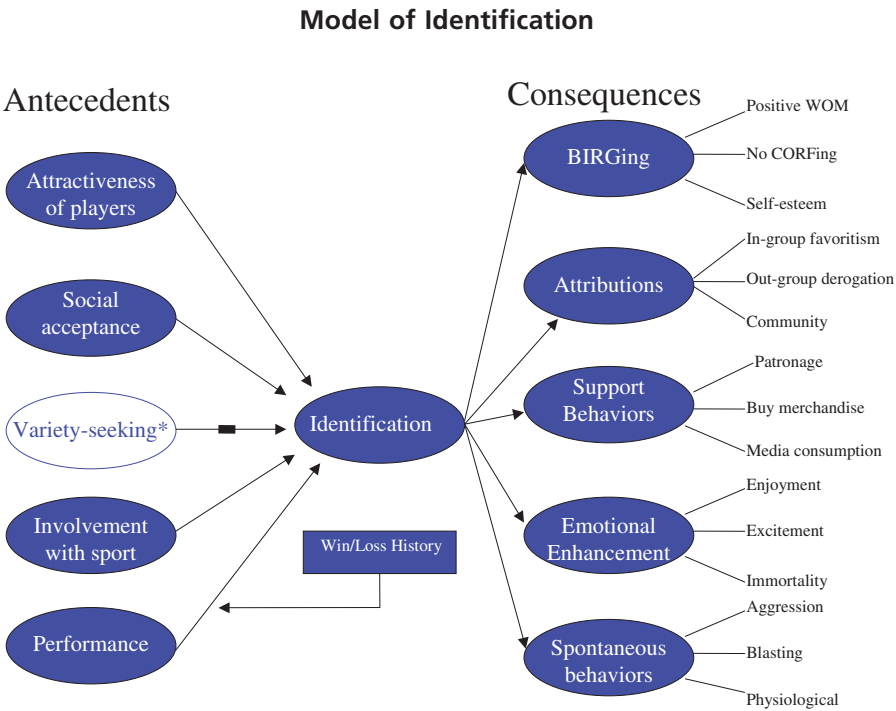 Model of Identification
Antecedents
Attractiveness
of players
Social
acceptance
Variety-seeking*
Involvement
with sport
Performance
Identification
Win/Loss History
Consequences
BIRGing
Positive WOM
No CORFing
Self-esteem
Attributions
In-group favoritism
Out-group derogation
Community
Support
Behaviors
Patronage
Buy merchandise
Media consumption
Emotional
Enhancement
Enjoyment
Excitement
Immortality
Spontaneous
behaviors
Aggression
Blasting
Physiological